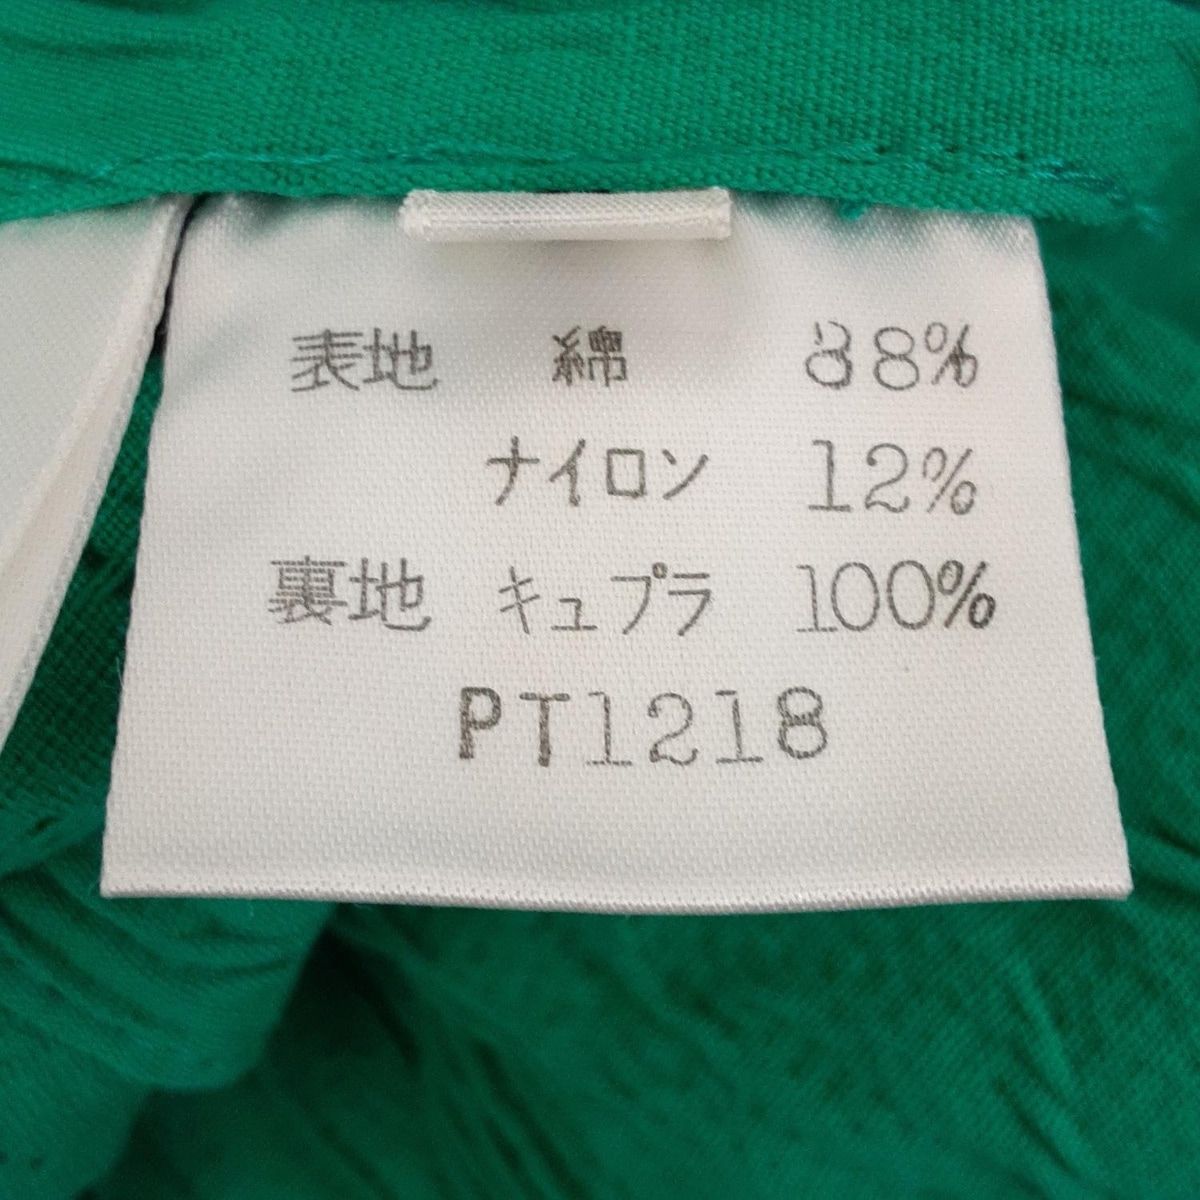 表地 綿 88%
ナイロン 12%
裏地 キュプラ 100%
PT1218